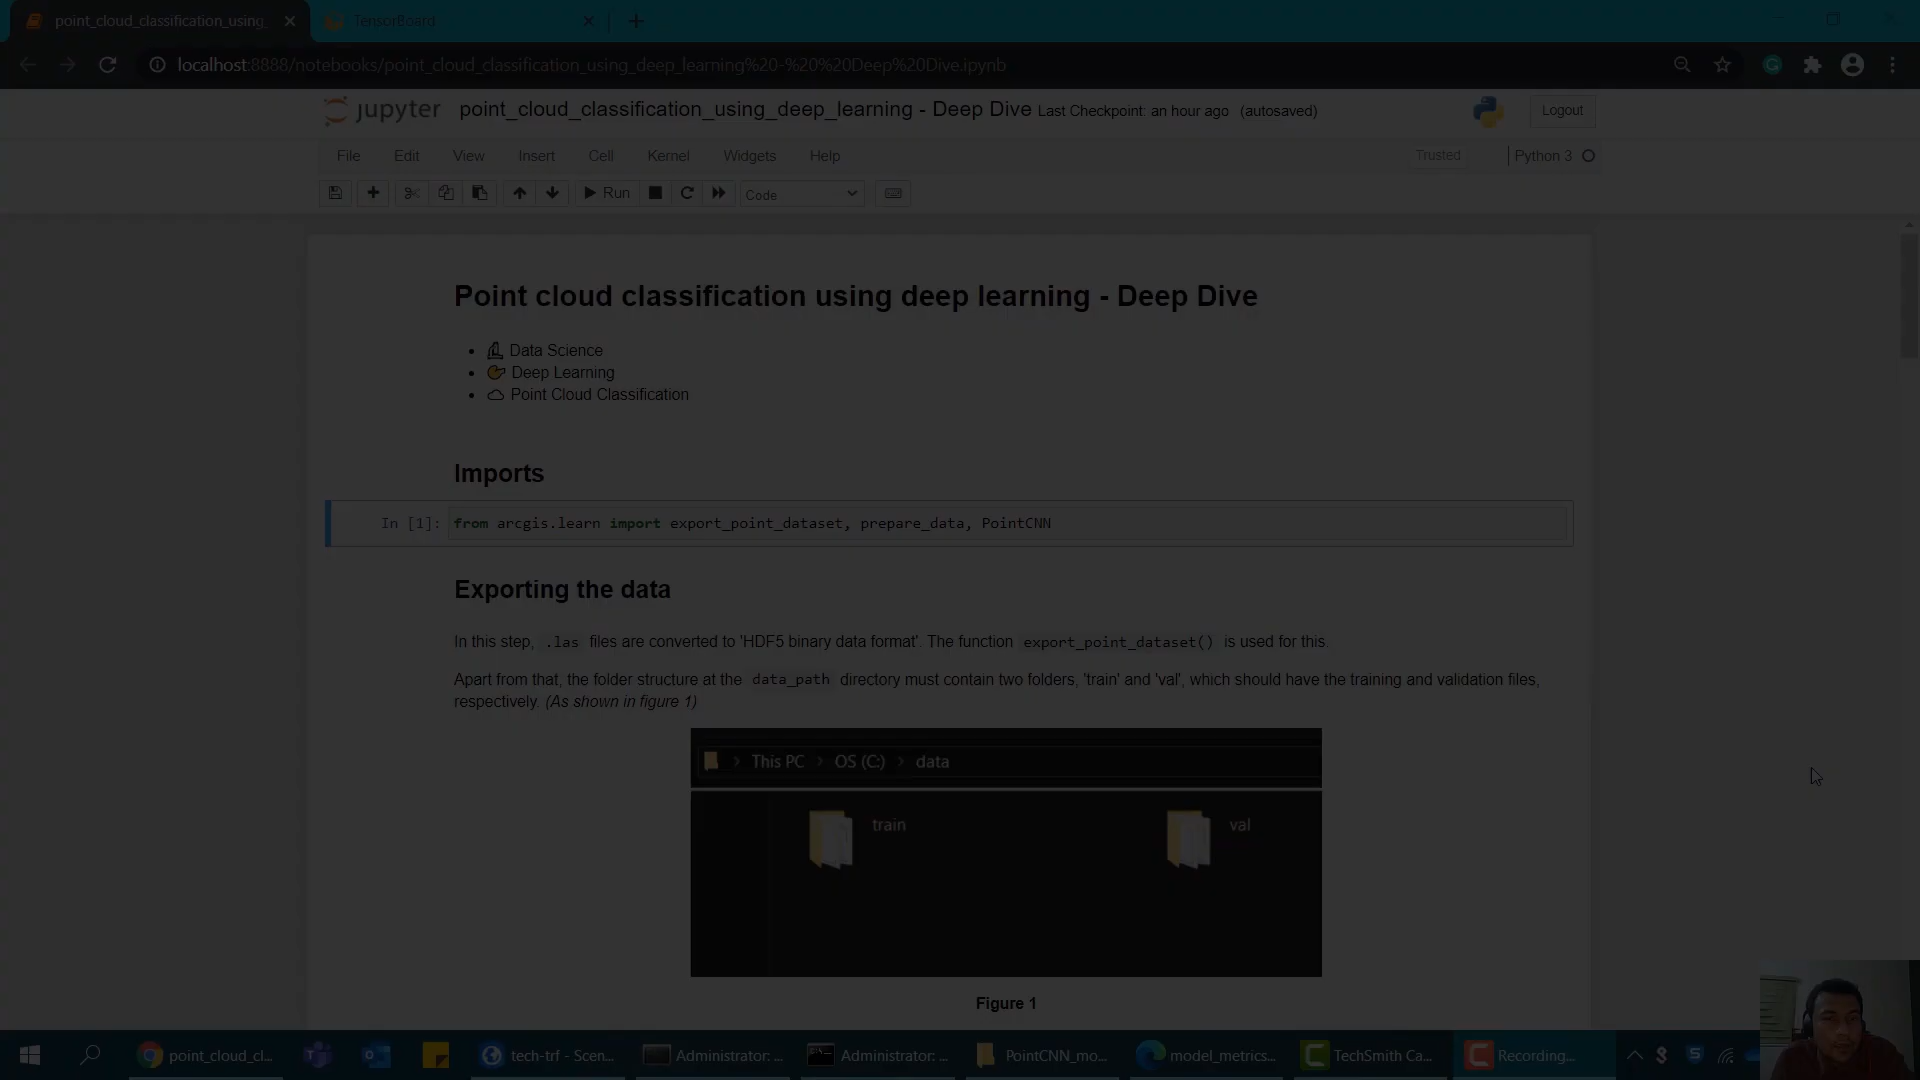 point_cloud_classification_using_
TensorBoard
localhost:8888/notebooks/point_cloud_classification_using_deep_learning%20-%20%20Deep%20Dive.ipynb
jupyter point_cloud_classification_using_deep_learning - Deep Dive Last Checkpoint: an hour ago (autosaved)
Logout
File Edit View Insert Cell Kernel Widgets Help
Trusted
Python 3
Run
Code
Point cloud classification using deep learning - Deep Dive
Data Science
Deep Learning
Point Cloud Classification
Imports
In [1]: from arcgis.learn import export_point_dataset, prepare_data, PointCNN
Exporting the data
In this step, .las files are converted to 'HDF5 binary data format'. The function export_point_dataset() is used for this.
Apart from that, the folder structure at the data_path directory must contain two folders, 'train' and 'val', which should have the training and validation files,
respectively. (As shown in figure 1)
This PC > OS (C:) > data
train val
Figure 1
point_cloud_cl... tech-trf - Scen... Administrator: ... Administrator: ... PointCNN_mo... model_metrics... TechSmith Ca... Recording...